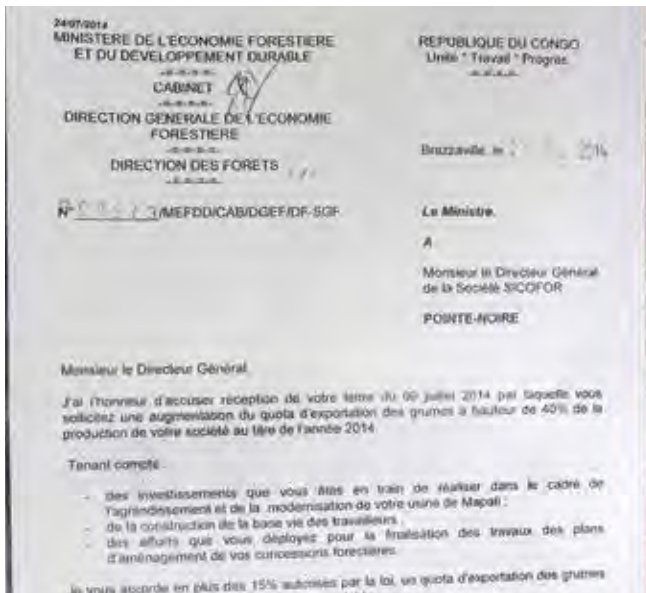 24/07/2014
MINISTERE DE L'ECONOMIE FORESTIERE
ET DU DEVELOPPEMENT DURABLE
CABINET
DIRECTION GENERALE DE L'ECONOMIE
FORESTIERE
DIRECTION DES FORETS
N° /MEFDD/CAB/DGEF/DF-SGF
REPUBLIQUE DU CONGO
Unité * Travail * Progrès
Brazzaville, le 2014
Le Ministre,
A
Monsieur le Directeur Général
de la Société SICOFOR
POINTE-NOIRE
Monsieur le Directeur Général,
J'ai l'honneur d'accuser réception de votre lettre du 09 juillet 2014 par laquelle vous
sollicitez une augmentation du quota d'exportation des grumes à hauteur de 40% de la
production de votre société au titre de l'année 2014.
Tenant compte :
- des investissements que vous êtes en train de réaliser dans le cadre de
l'agrandissement et de la modernisation de votre usine de Mapati ;
- de la construction de la base vie des travailleurs ;
- des efforts que vous déployez pour la finalisation des travaux des plans
d'aménagement de vos concessions forestières.
Je vous accorde en plus des 15% autorisés par la loi, un quota d'exportation des grumes